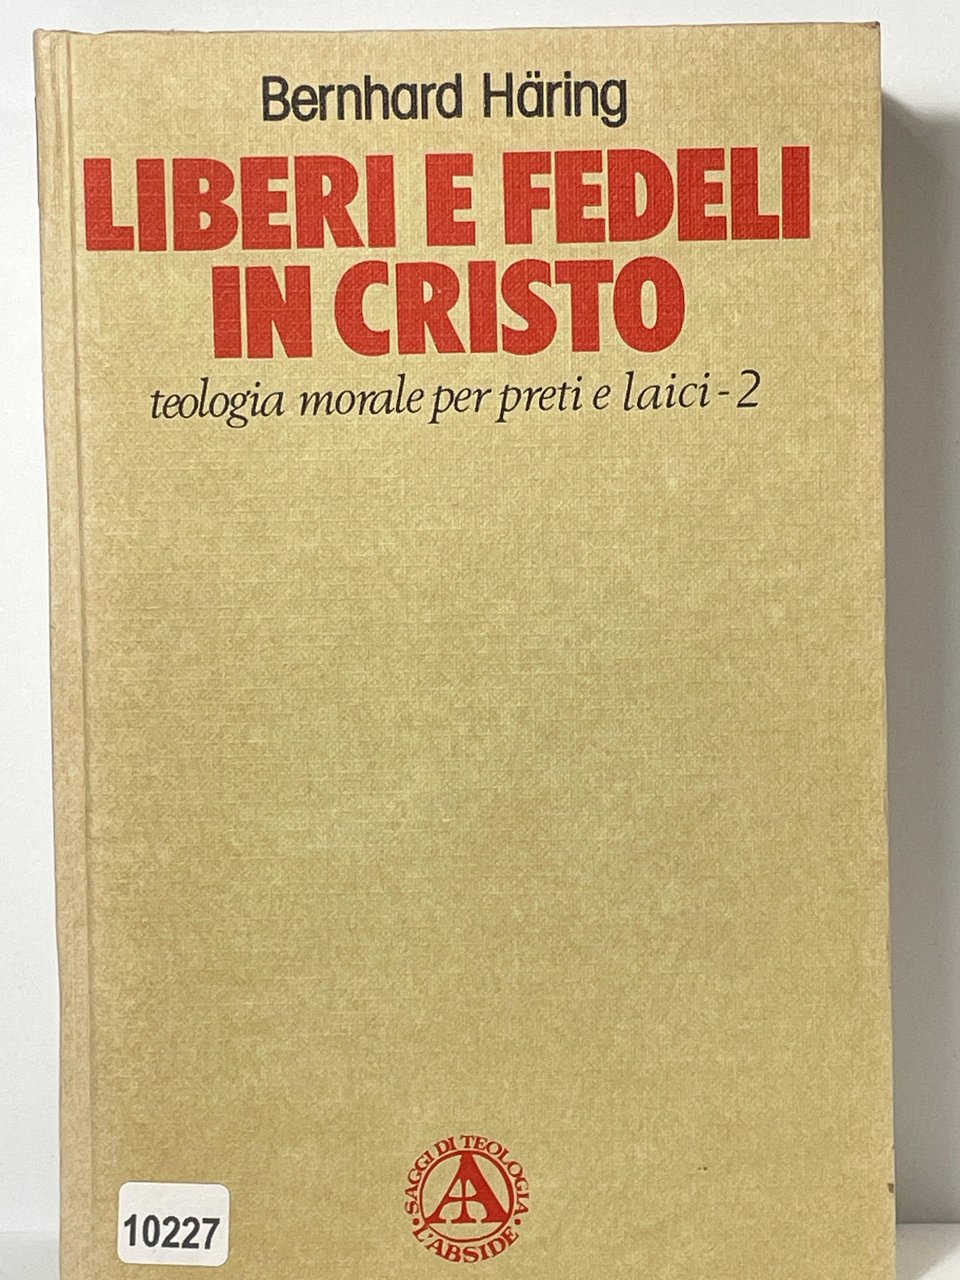 Bernhard Häring
LIBERI E FEDELI
IN CRISTO
teologia morale per preti e laici - 2
SAGGI DI TEOLOGIA
A
• L'ABSIDE •
10227